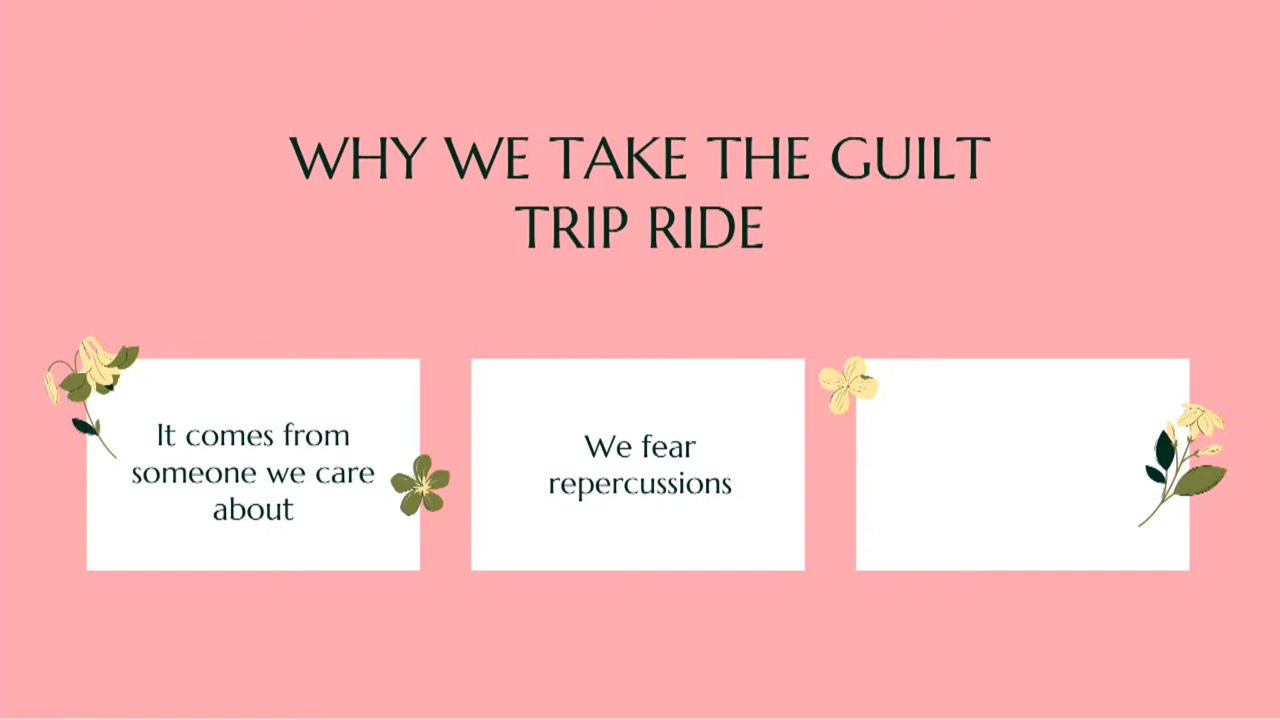 WHY WE TAKE THE GUILT
TRIP RIDE
It comes from
someone we care
about
We fear
repercussions